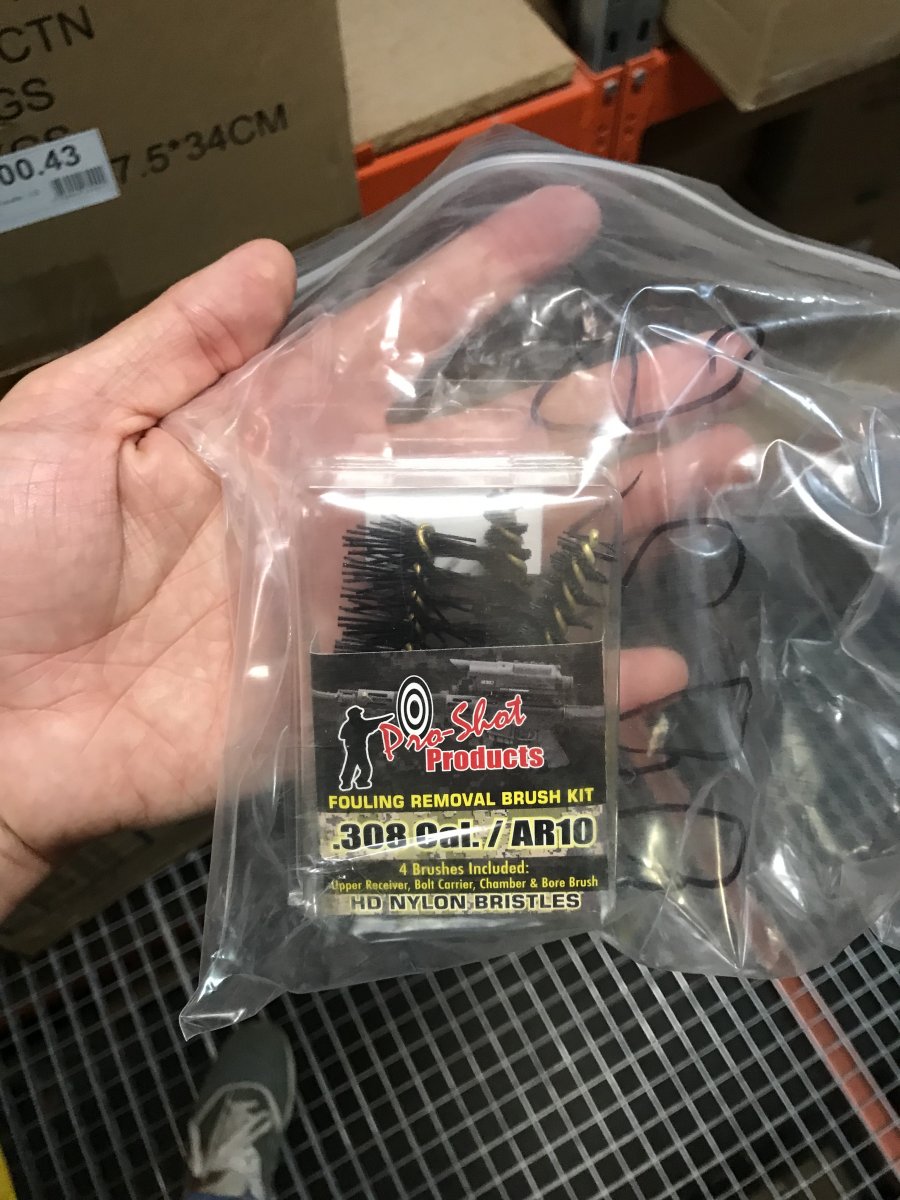 CTN
GS
KGS
7.5*34CM
00.43
Pro-Shot
Products
FOULING REMOVAL BRUSH KIT
.308 Cal. / AR10
4 Brushes Included:
Upper Receiver, Bolt Carrier, Chamber & Bore Brush
HD NYLON BRISTLES